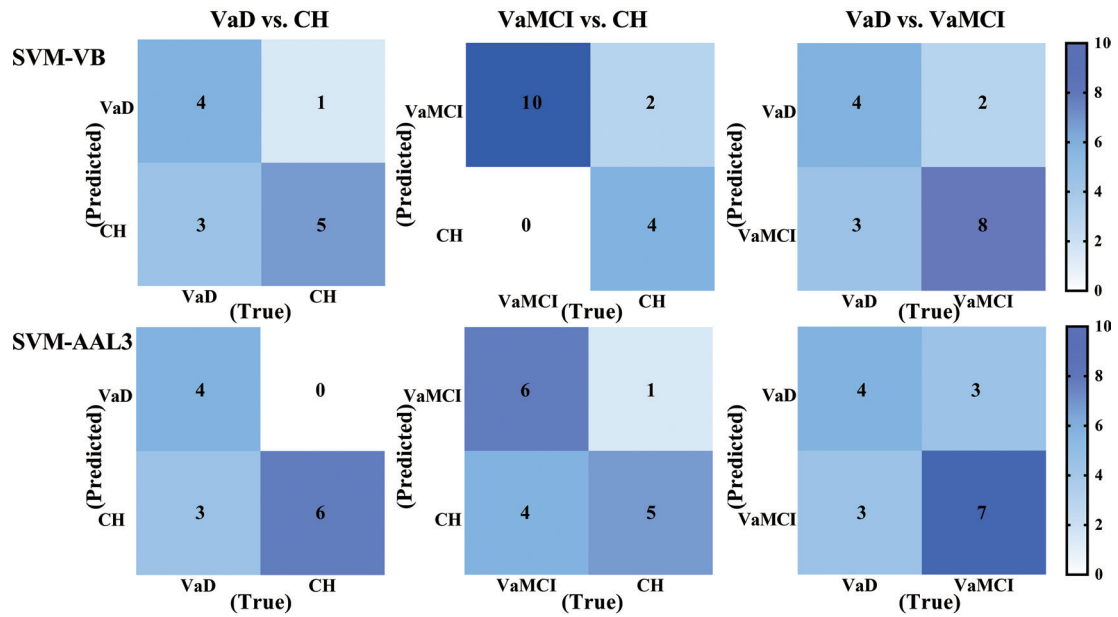 VaD vs. CH
VaMCI vs. CH
VaD vs. VaMCI
SVM-VB
VaD
4
1
(Predicted)
CH
3
5
VaD
CH
(True)
VaMCI
10
2
(Predicted)
CH
0
4
VaMCI
CH
(True)
VaD
4
2
(Predicted)
VaMCI
3
8
VaD
VaMCI
(True)
10
8
6
4
2
0
SVM-AAL3
VaD
4
0
(Predicted)
CH
3
6
VaD
CH
(True)
VaMCI
6
1
(Predicted)
CH
4
5
VaMCI
CH
(True)
VaD
4
3
(Predicted)
VaMCI
3
7
VaD
VaMCI
(True)
10
8
6
4
2
0